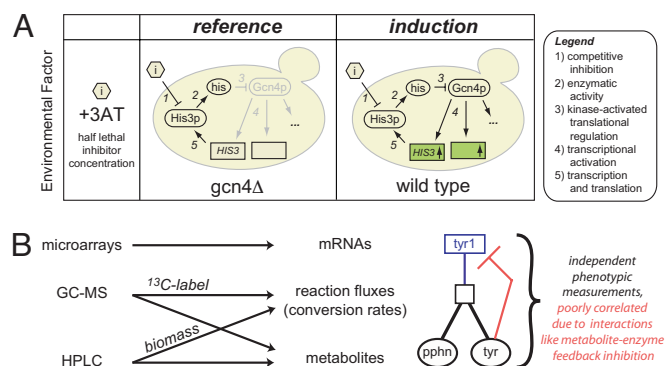 A
reference
induction
Environmental Factor
i
+3AT
half lethal
inhibitor
concentration
i
1
2
his
3
Gcn4p
His3p
4
...
5
HIS3
gcn4Δ
i
1
2
his
3
Gcn4p
His3p
4
...
5
HIS3
wild type
Legend
1) competitive
inhibition
2) enzymatic
activity
3) kinase-activated
translational
regulation
4) transcriptional
activation
5) transcription
and translation
B
microarrays
mRNAs
GC-MS
13C-label
reaction fluxes
(conversion rates)
biomass
HPLC
metabolites
tyr1
pphn
tyr
independent
phenotypic
measurements,
poorly correlated
due to interactions
like metabolite-enzyme
feedback inhibition